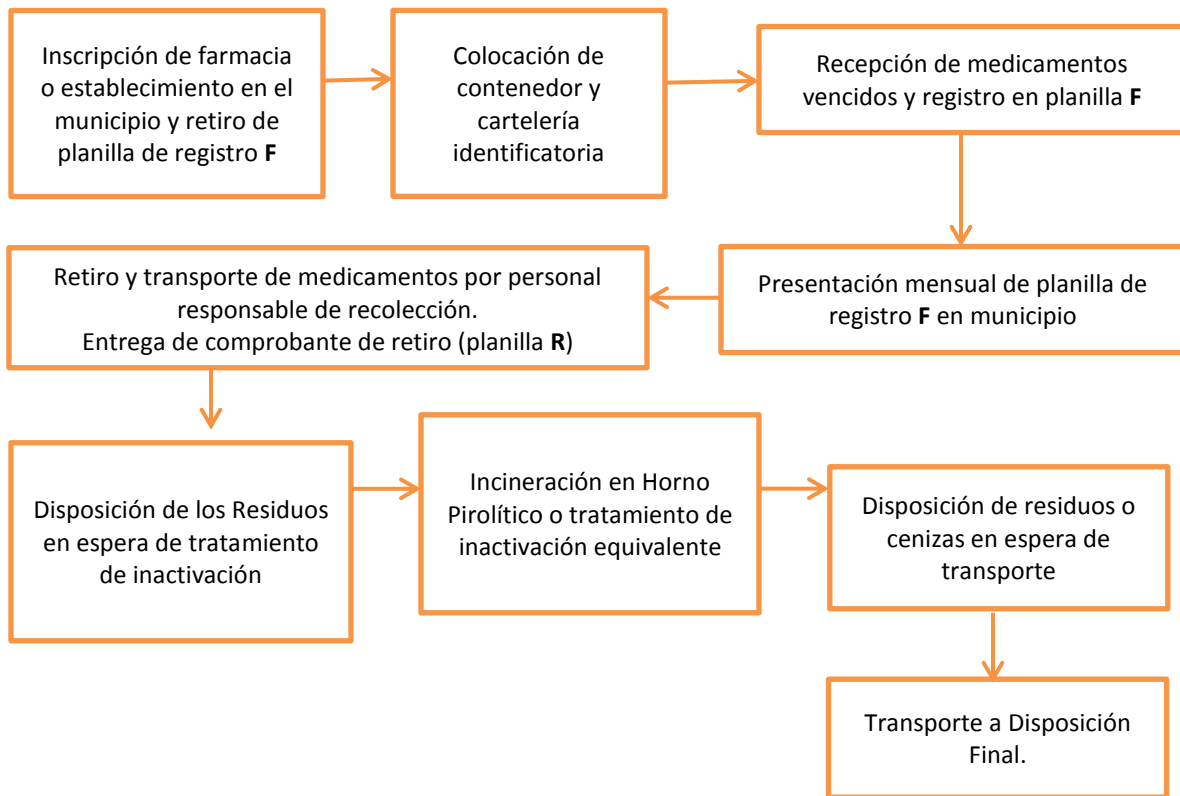 Inscripción de farmacia
o establecimiento en el
municipio y retiro de
planilla de registro F
Colocación de
contenedor y
cartelería
identificatoria
Recepción de medicamentos
vencidos y registro en planilla F
Presentación mensual de planilla de
registro F en municipio
Retiro y transporte de medicamentos por personal
responsable de recolección.
Entrega de comprobante de retiro (planilla R)
Disposición de los Residuos
en espera de tratamiento
de inactivación
Incineración en Horno
Pirolítico o tratamiento de
inactivación equivalente
Disposición de residuos o
cenizas en espera de
transporte
Transporte a Disposición
Final.